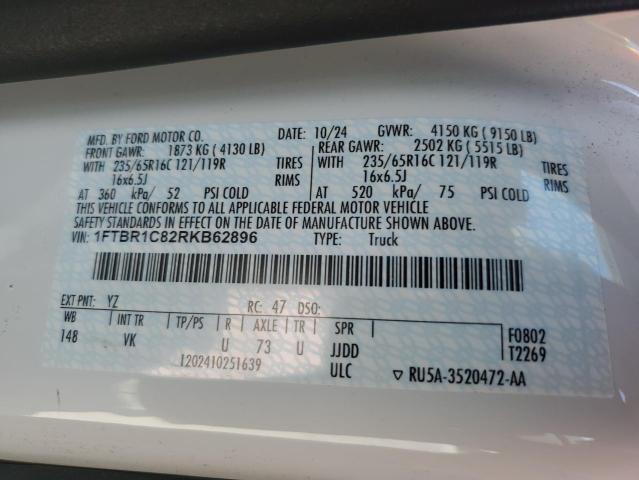 MFD. BY FORD MOTOR CO. DATE: 10/24 GVWR: 4150 KG ( 9150 LB)
FRONT GAWR: 1873 KG ( 4130 LB) REAR GAWR: 2502 KG ( 5515 LB)
WITH 235/65R16C 121/119R TIRES WITH 235/65R16C 121/119R TIRES
16x6.5J RIMS 16x6.5J RIMS
AT 360 kPa/ 52 PSI COLD AT 520 kPa/ 75 PSI COLD
THIS VEHICLE CONFORMS TO ALL APPLICABLE FEDERAL MOTOR VEHICLE
SAFETY STANDARDS IN EFFECT ON THE DATE OF MANUFACTURE SHOWN ABOVE.
VIN: 1FTBR1C82RKB62896 TYPE: Truck
EXT PNT: YZ RC: 47 DSO:
WB INT TR TP/PS R AXLE TR SPR F0802
148 VK U 73 U JJDD T2269
I202410251639 ULC ▽ RU5A-3520472-AA